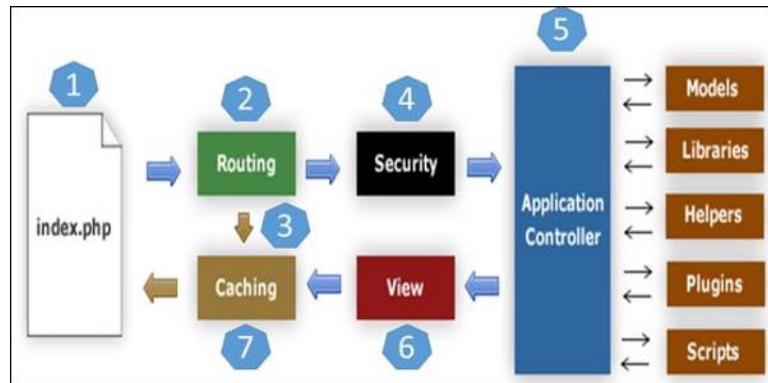 5
1
2
4
Models
Routing
Security
Libraries
index.php
3
Application
Controller
Helpers
Caching
View
Plugins
7
6
Scripts